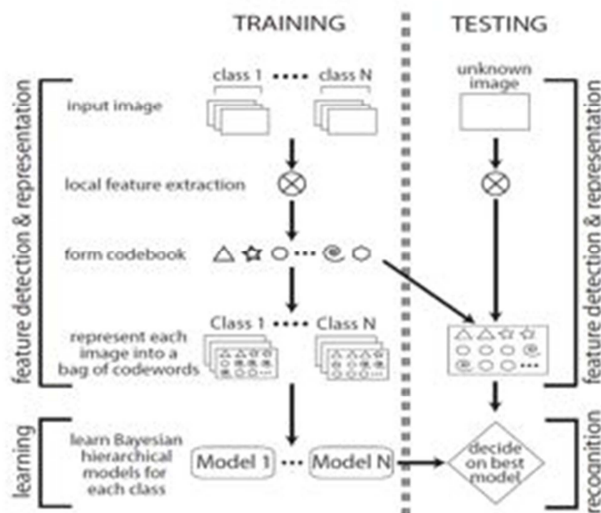 TRAINING
TESTING
class 1 •••• class N
unknown
image
input image
local feature extraction
form codebook
represent each
image into a
bag of codewords
Class 1 •••• Class N
learn Bayesian
hierarchical
models for
each class
Model 1 ••• Model N
decide
on best
model
feature detection & representation
learning
feature detection & representation
recognition